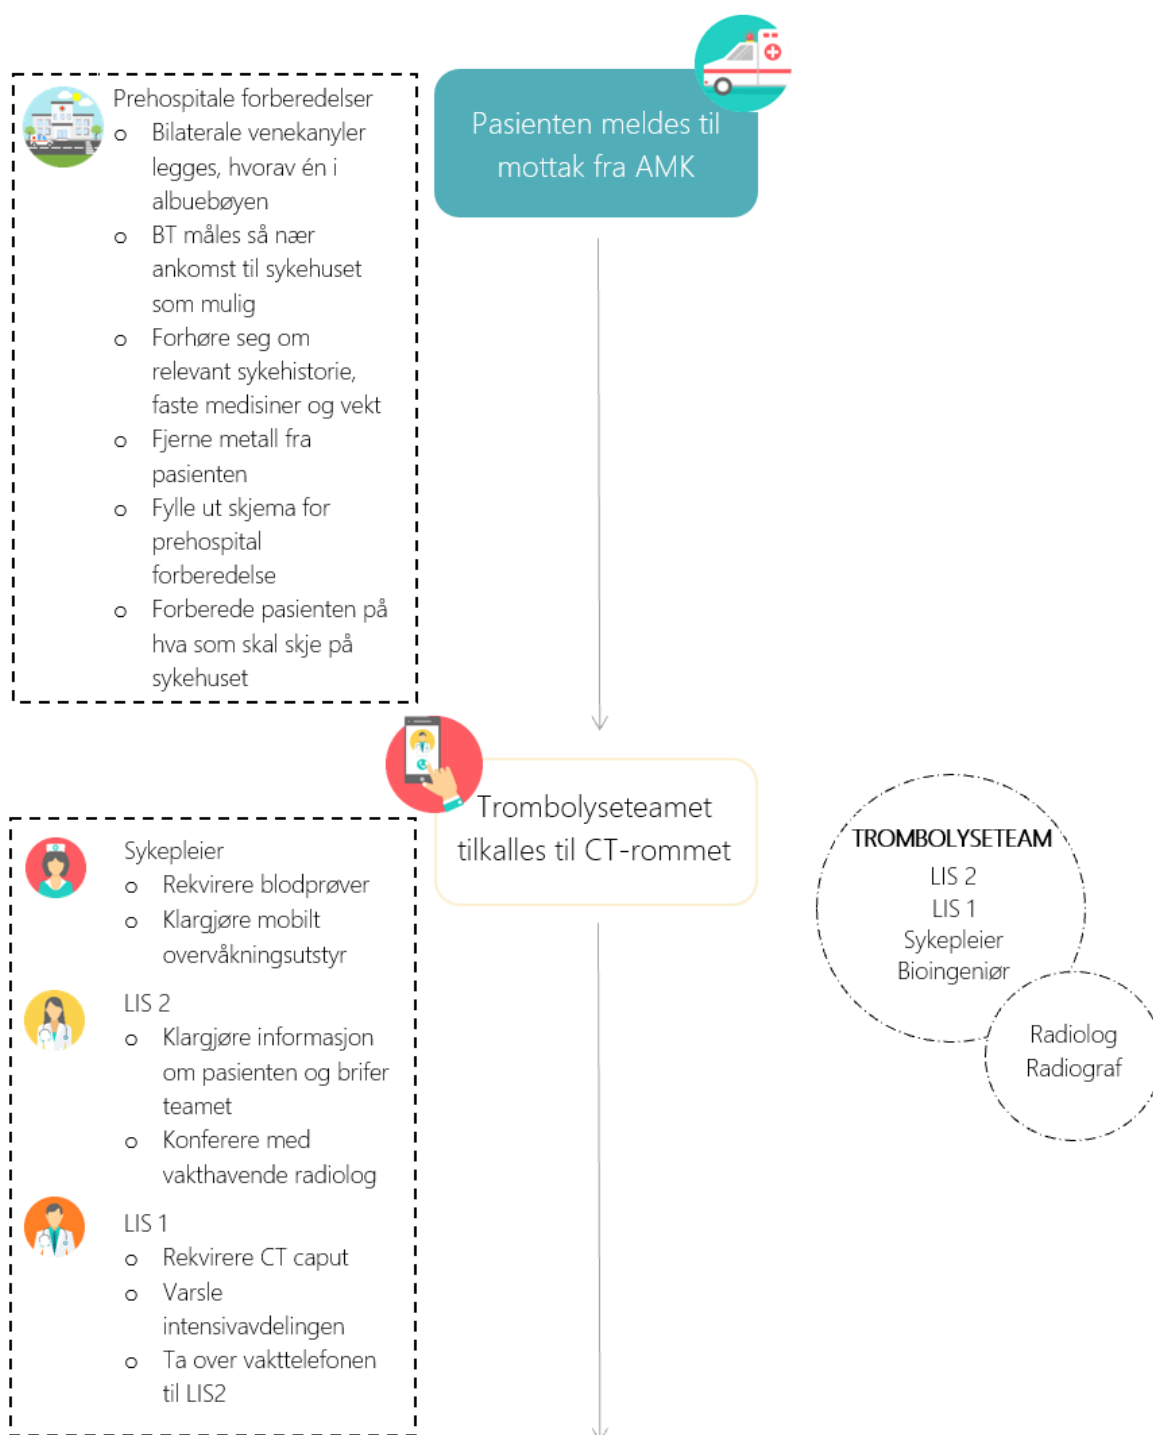 Pasienten meldes til
mottak fra AMK
Prehospitale forberedelser
o Bilaterale venekanyler
legges, hvorav én i
albuebøyen
o BT måles så nær
ankomst til sykehuset
som mulig
o Forhøre seg om
relevant sykehistorie,
faste medisiner og vekt
o Fjerne metall fra
pasienten
o Fylle ut skjema for
prehospital
forberedelse
o Forberede pasienten på
hva som skal skje på
sykehuset
Trombolyseteamet
tilkalles til CT-rommet
Sykepleier
o Rekvirere blodprøver
o Klargjøre mobilt
overvåkningsutstyr
LIS 2
o Klargjøre informasjon
om pasienten og brifer
teamet
o Konferere med
vakthavende radiolog
LIS 1
o Rekvirere CT caput
o Varsle
intensivavdelingen
o Ta over vakttelefonen
til LIS2
TROMBOLYSETEAM
LIS 2
LIS 1
Sykepleier
Bioingeniør
Radiolog
Radiograf